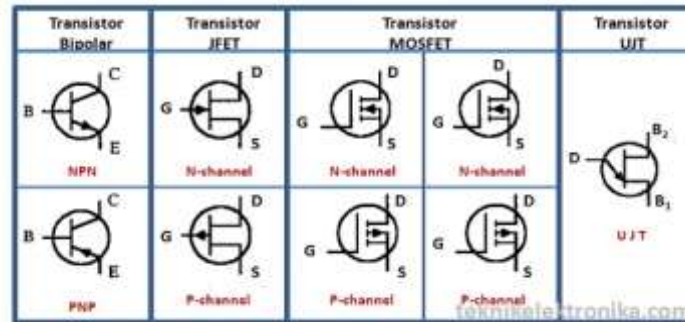 Transistor Bipolar
Transistor JFET
Transistor MOSFET
Transistor UJT
C
B
E
NPN
D
G
S
N-channel
D
G
S
N-channel
D
G
S
N-channel
B₂
D
B₁
UJT
C
B
E
PNP
D
G
S
P-channel
D
G
S
P-channel
D
G
S
P-channel
teknikelektronika.com